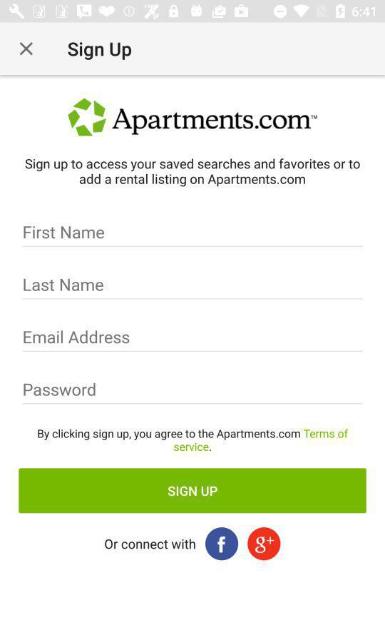 6:41
Sign Up
Apartments.com™
Sign up to access your saved searches and favorites or to
add a rental listing on Apartments.com
First Name
Last Name
Email Address
Password
By clicking sign up, you agree to the Apartments.com Terms of
service.
SIGN UP
Or connect with f g+